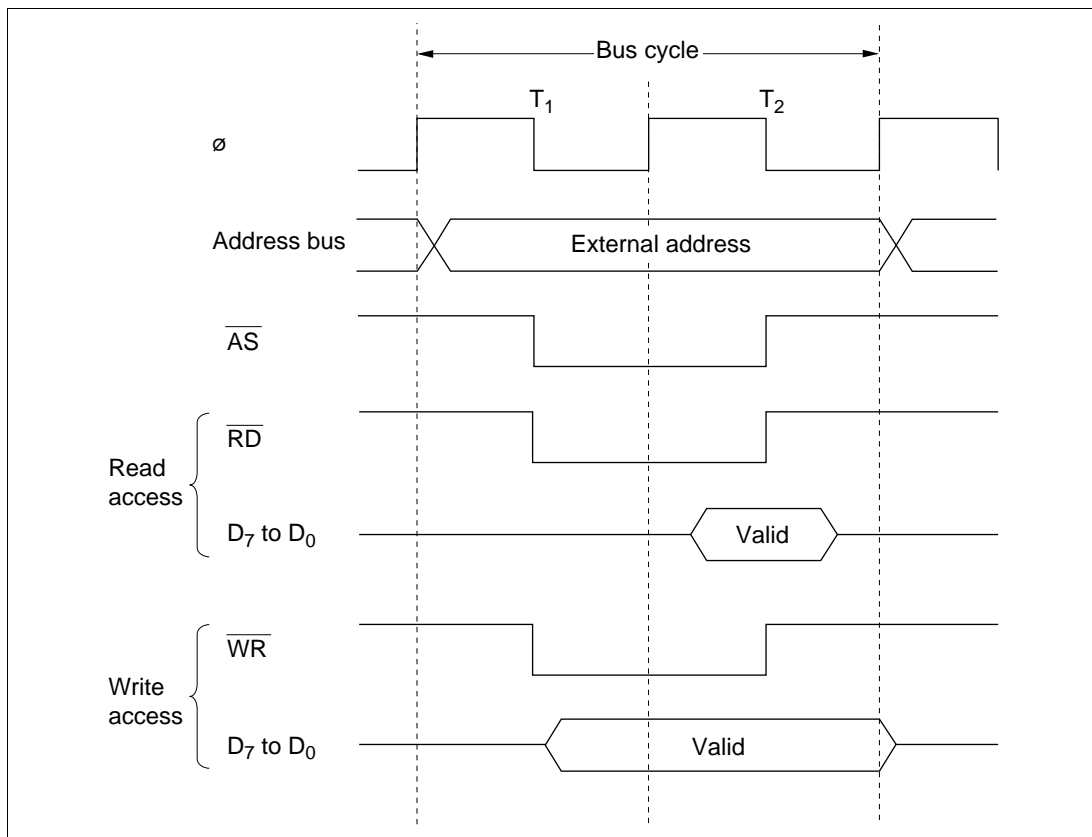 Bus cycle
T1 T2
ø
Address bus External address
AS
RD
Read
access
D7 to D0 Valid
WR
Write
access
D7 to D0 Valid